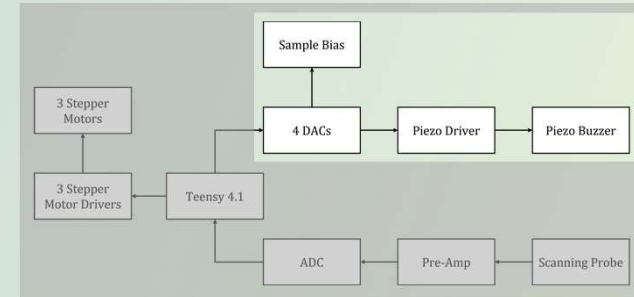 Sample Bias
3 Stepper
Motors
4 DACs
Piezo Driver
Piezo Buzzer
3 Stepper
Motor Drivers
Teensy 4.1
ADC
Pre-Amp
Scanning Probe